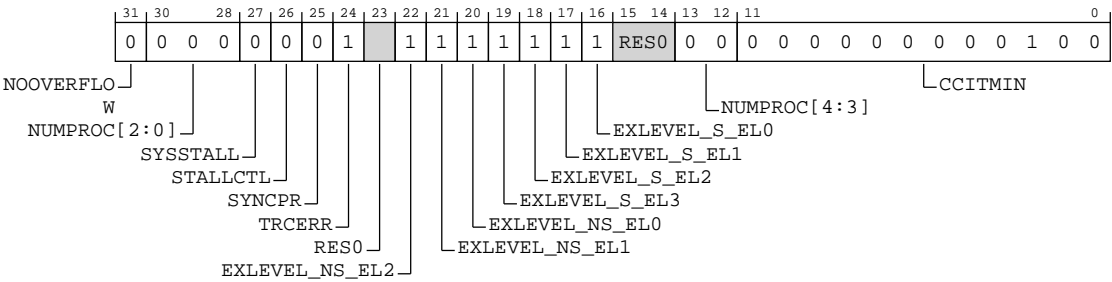 31 30 28 27 26 25 24 23 22 21 20 19 18 17 16 15 14 13 12 11 0
0 0 0 0 0 0 0 1 1 1 1 1 1 1 1 RES0 0 0 0 0 0 0 0 0 0 0 0 1 0 0
NOOVERFLO CCITMIN
W NUMPROC[4:3]
NUMPROC[2:0] EXLEVEL_S_EL0
SYSSTALL EXLEVEL_S_EL1
STALLCTL EXLEVEL_S_EL2
SYNCPR EXLEVEL_S_EL3
TRCERR EXLEVEL_NS_EL0
RES0 EXLEVEL_NS_EL1
EXLEVEL_NS_EL2